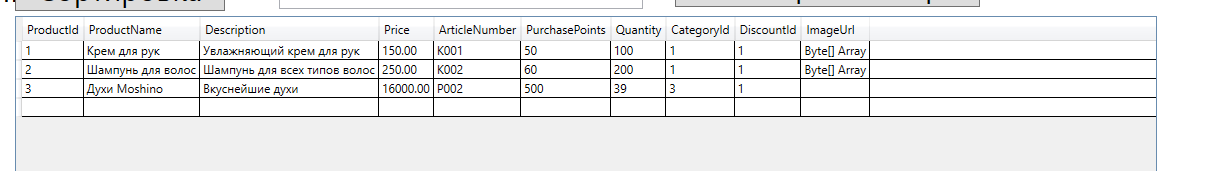 Сортировка
ProductId ProductName Description Price ArticleNumber PurchasePoints Quantity CategoryId DiscountId ImageUrl
1 Крем для рук Увлажняющий крем для рук 150.00 K001 50 100 1 1 Byte[] Array
2 Шампунь для волос Шампунь для всех типов волос 250.00 K002 60 200 1 1 Byte[] Array
3 Духи Moshino Вкуснейшие духи 16000.00 P002 500 39 3 1